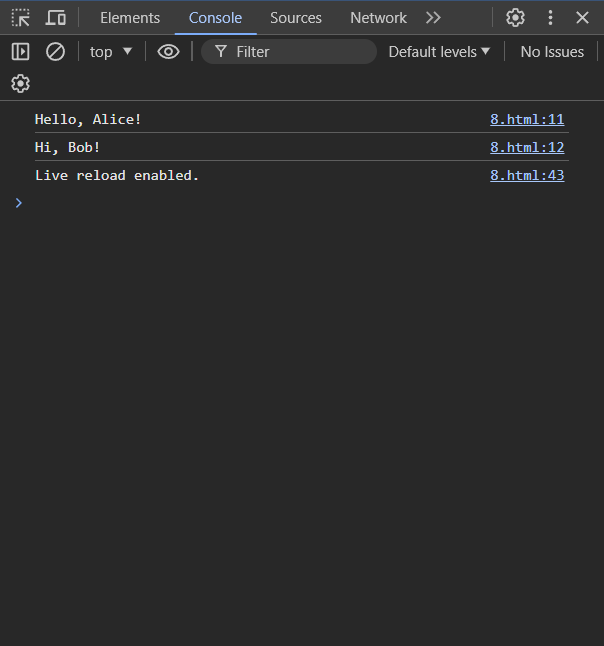 Elements Console Sources Network
top Filter Default levels No Issues
Hello, Alice! 8.html:11
Hi, Bob! 8.html:12
Live reload enabled. 8.html:43